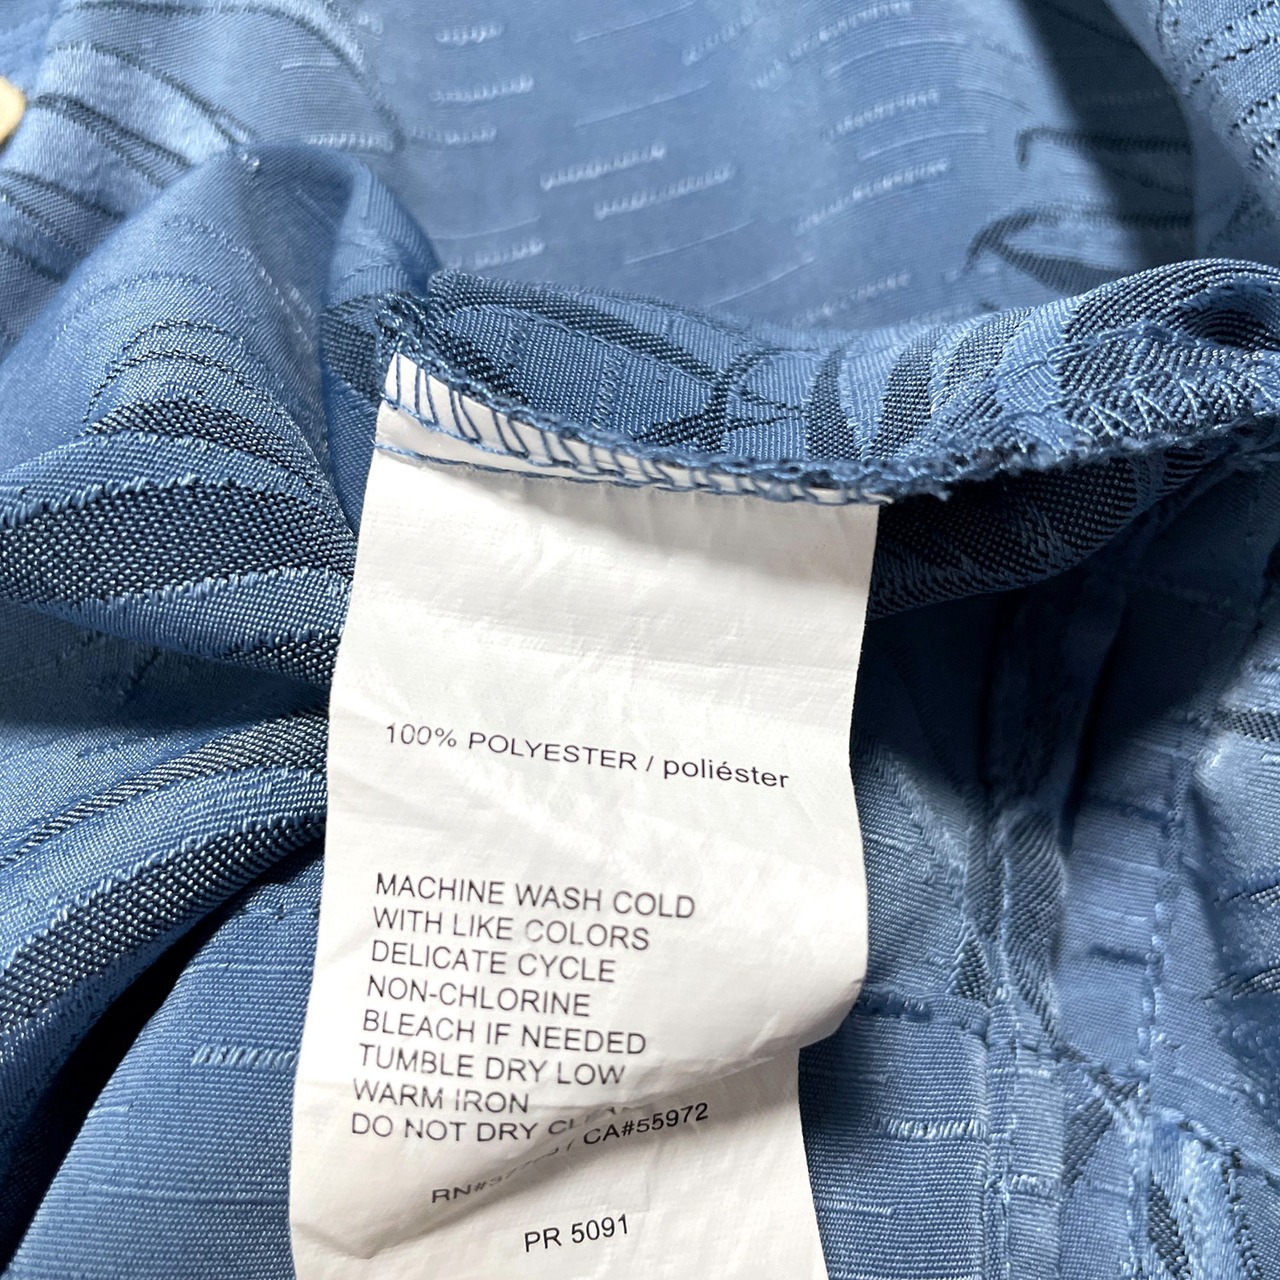 100% POLYESTER / poliéster
MACHINE WASH COLD
WITH LIKE COLORS
DELICATE CYCLE
NON-CHLORINE
BLEACH IF NEEDED
TUMBLE DRY LOW
WARM IRON
DO NOT DRY
/ CA#55972
PR 5091